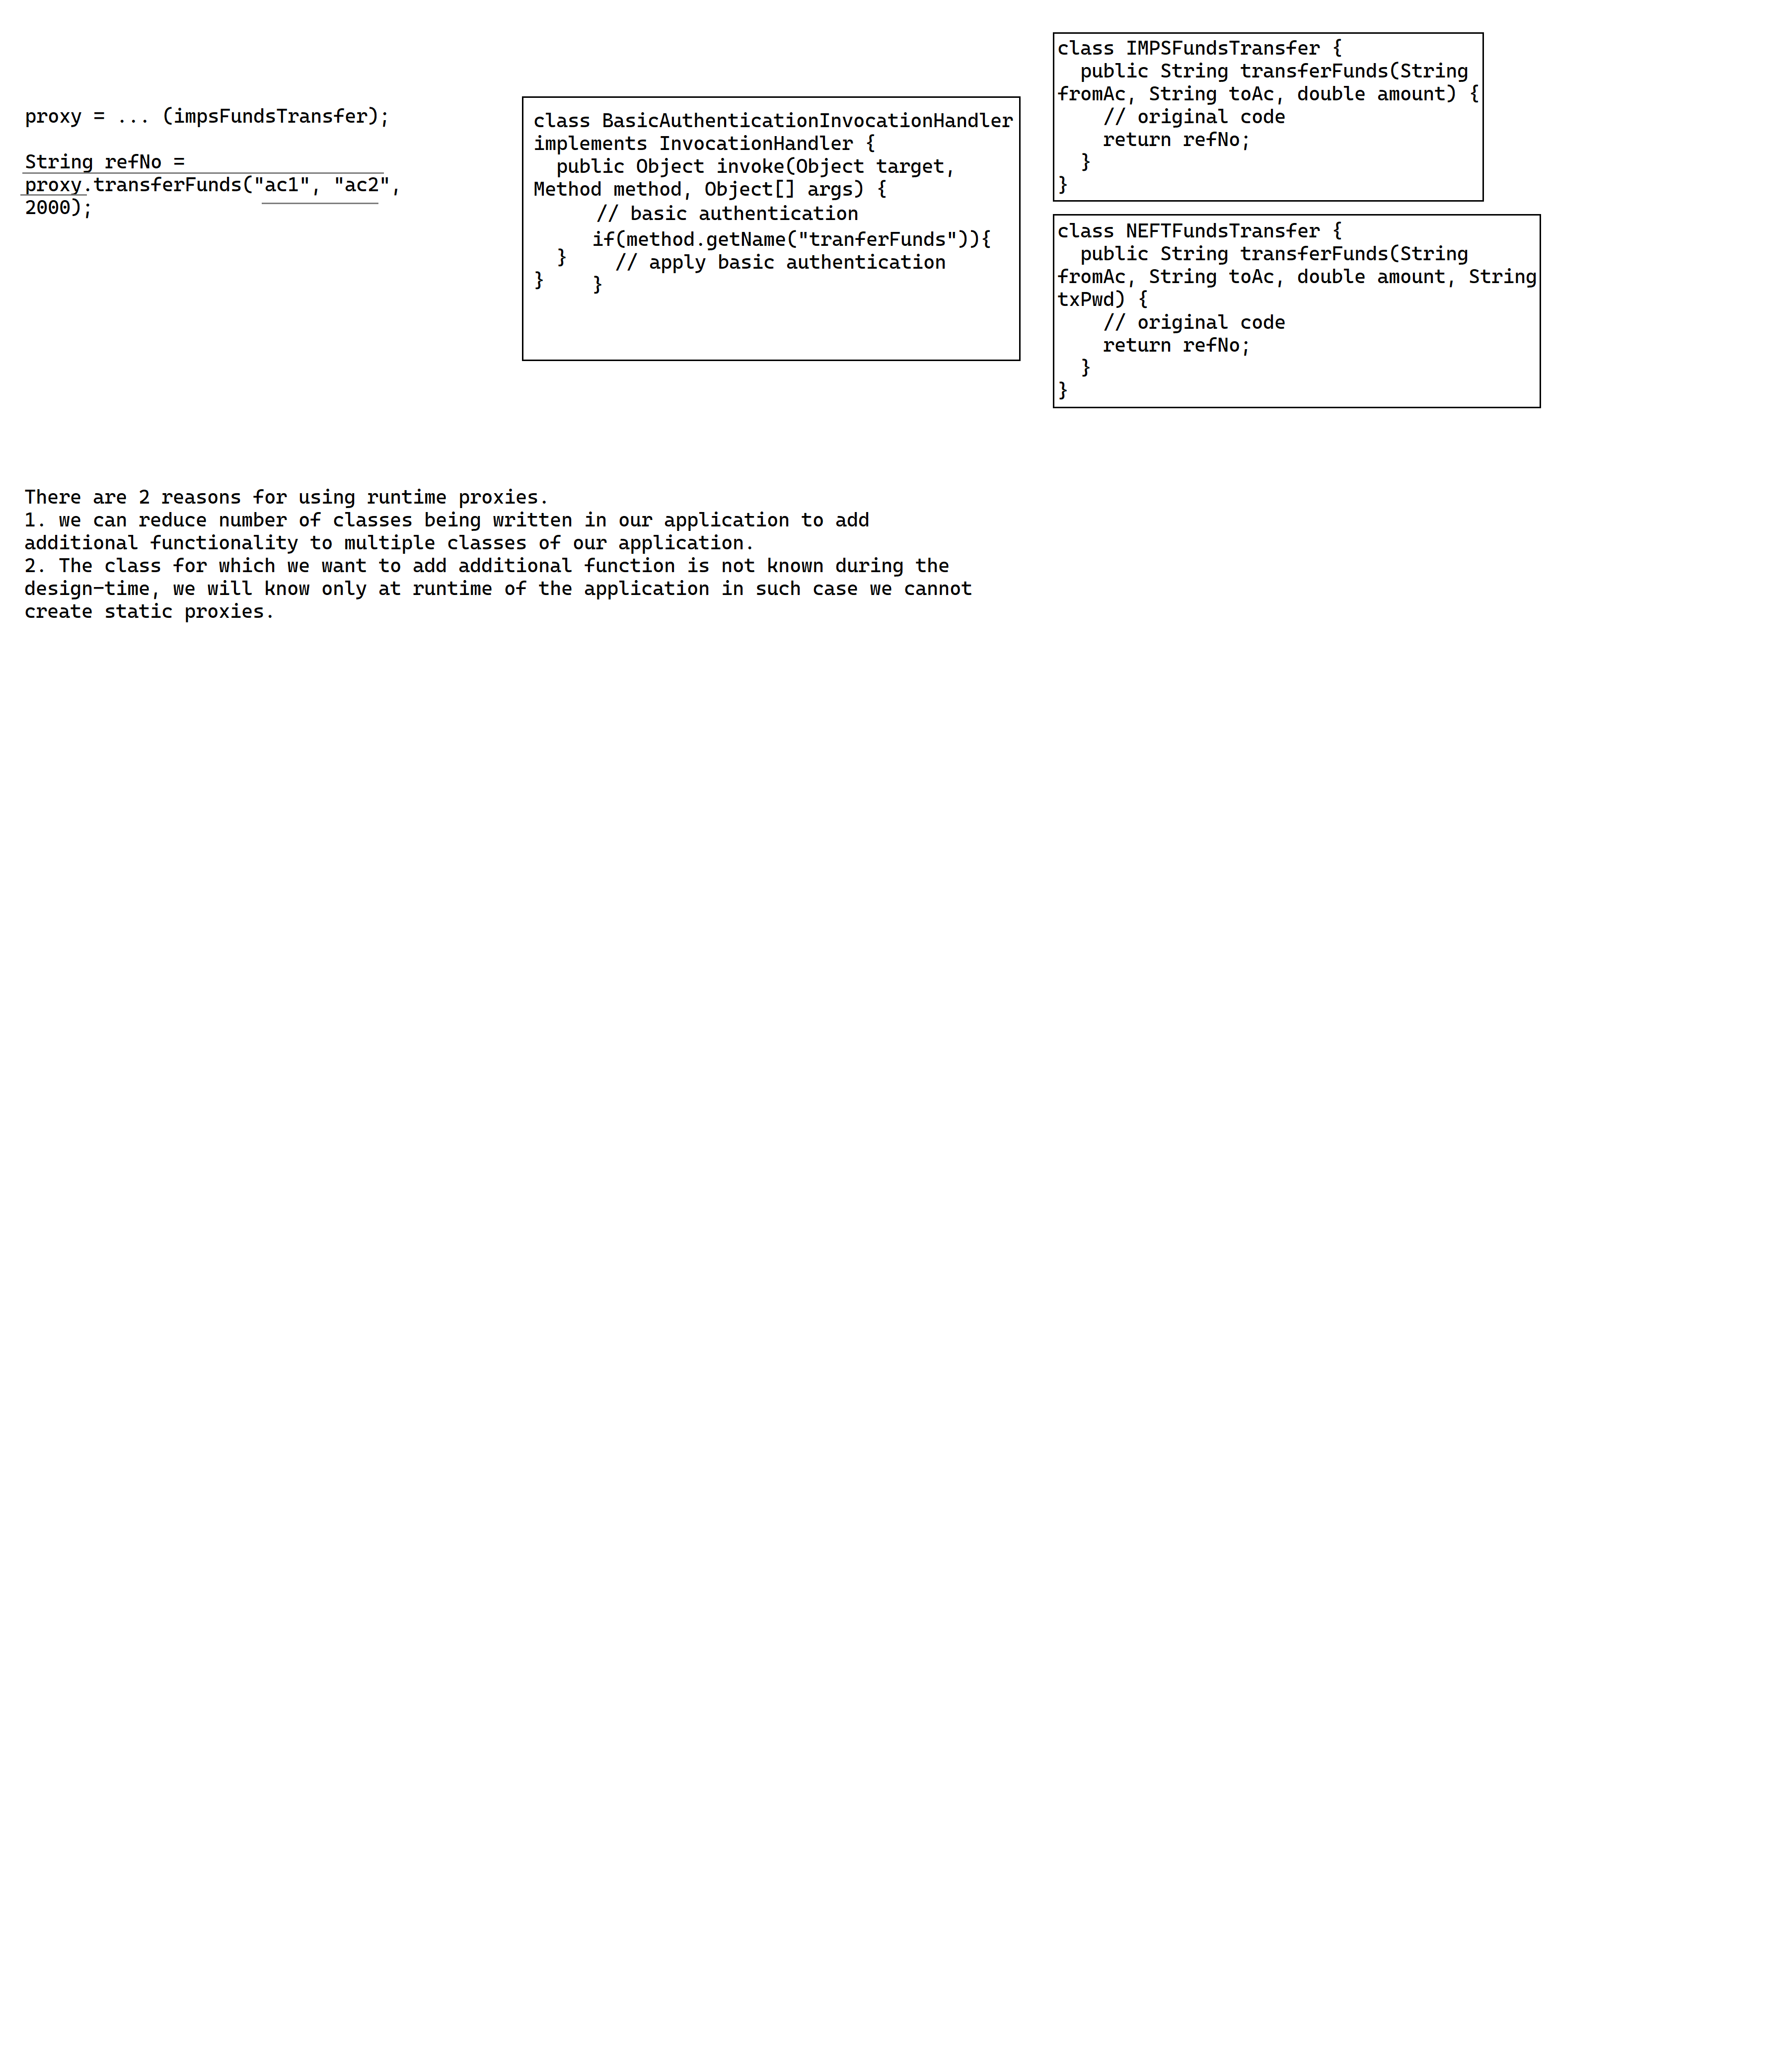 proxy = ... (impsFundsTransfer);
String refNo =
proxy.transferFunds("ac1", "ac2",
2000);
class BasicAuthenticationInvocationHandler
implements InvocationHandler {
public Object invoke(Object target,
Method method, Object[] args) {
// basic authentication
if(method.getName("tranferFunds")){
} // apply basic authentication
} }
class IMPSFundsTransfer {
public String transferFunds(String
fromAc, String toAc, double amount) {
// original code
return refNo;
}
}
class NEFTFundsTransfer {
public String transferFunds(String
fromAc, String toAc, double amount, String
txPwd) {
// original code
return refNo;
}
}
There are 2 reasons for using runtime proxies.
1. we can reduce number of classes being written in our application to add
additional functionality to multiple classes of our application.
2. The class for which we want to add additional function is not known during the
design-time, we will know only at runtime of the application in such case we cannot
create static proxies.